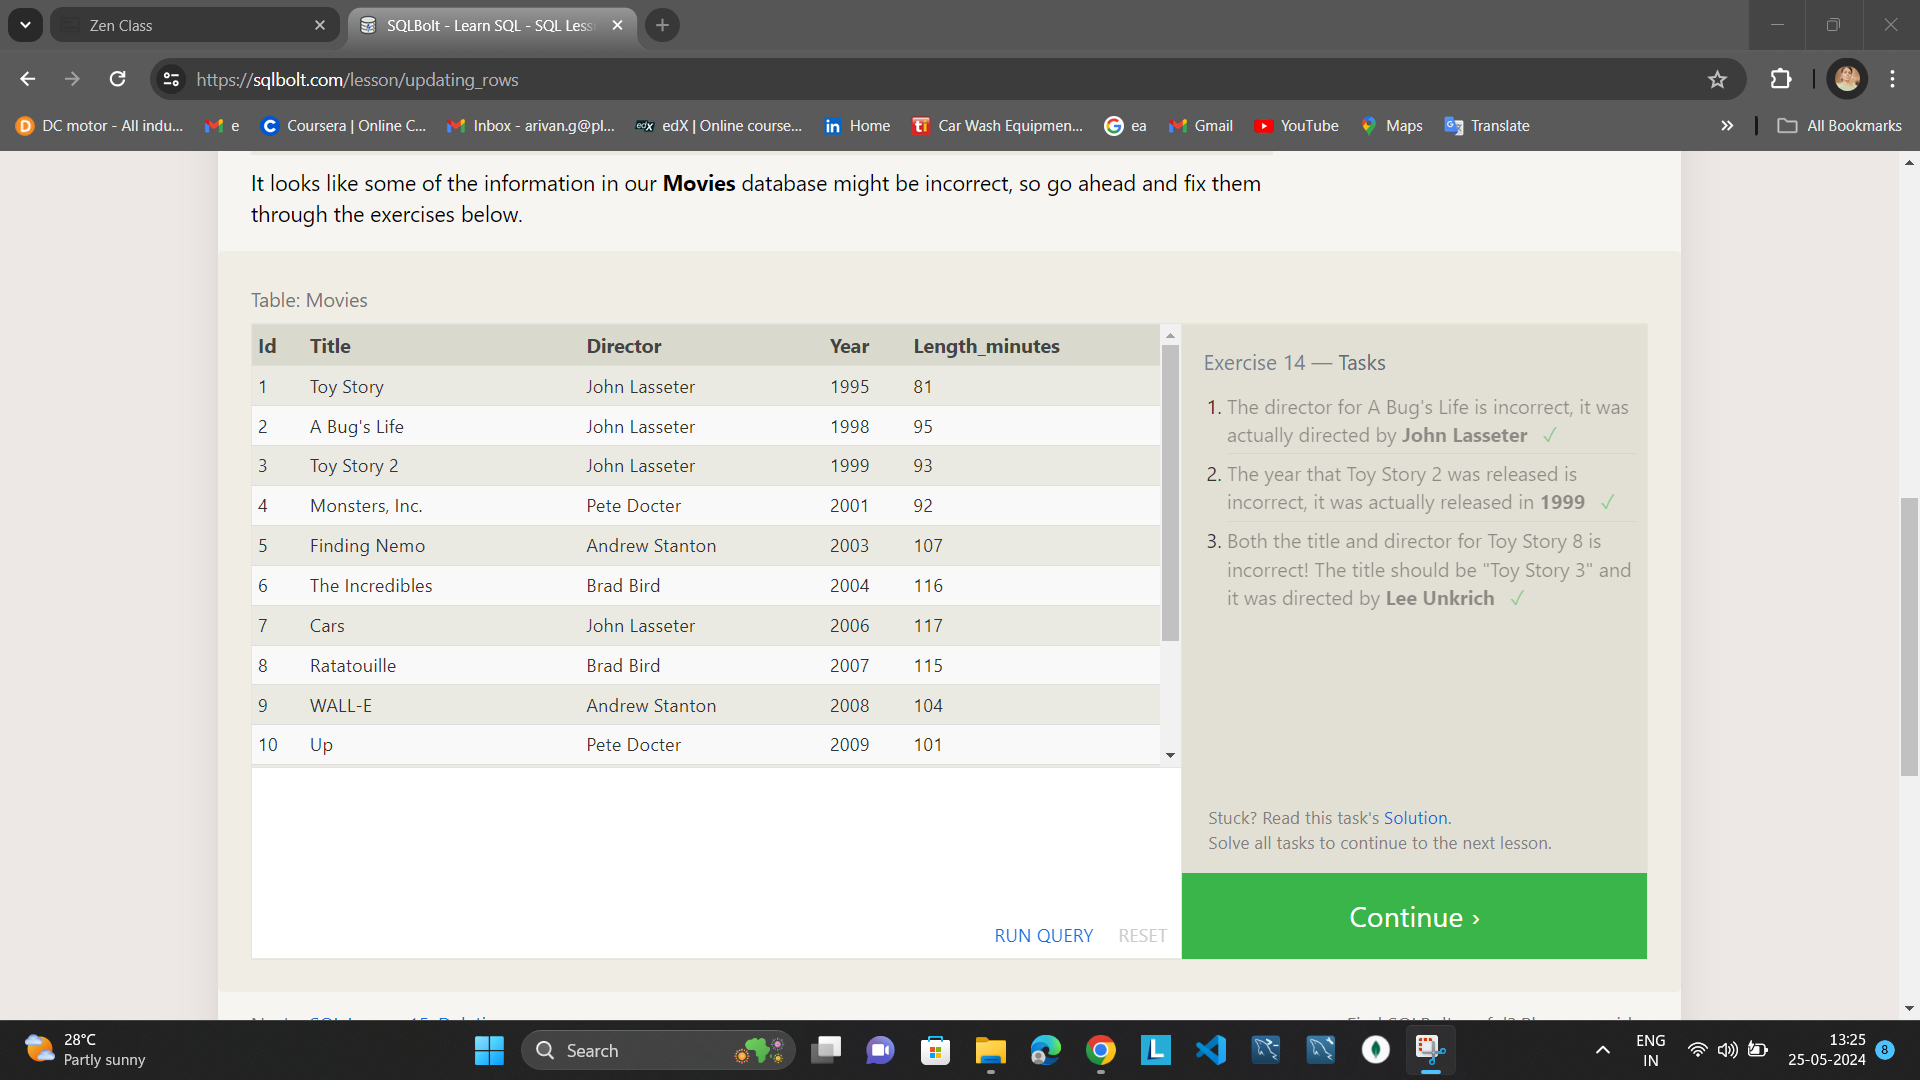 Zen Class
SQLBolt - Learn SQL - SQL Less
https://sqlbolt.com/lesson/updating_rows
DC motor - All indu...
e
Coursera | Online C...
Inbox - arivan.g@pl...
edX | Online course...
Home
Car Wash Equipmen...
ea
Gmail
YouTube
Maps
Translate
All Bookmarks
It looks like some of the information in our Movies database might be incorrect, so go ahead and fix them
through the exercises below.
Table: Movies
Id Title Director Year Length_minutes
1 Toy Story John Lasseter 1995 81
2 A Bug's Life John Lasseter 1998 95
3 Toy Story 2 John Lasseter 1999 93
4 Monsters, Inc. Pete Docter 2001 92
5 Finding Nemo Andrew Stanton 2003 107
6 The Incredibles Brad Bird 2004 116
7 Cars John Lasseter 2006 117
8 Ratatouille Brad Bird 2007 115
9 WALL-E Andrew Stanton 2008 104
10 Up Pete Docter 2009 101
RUN QUERY RESET
Exercise 14 — Tasks
1. The director for A Bug's Life is incorrect, it was
actually directed by John Lasseter ✓
2. The year that Toy Story 2 was released is
incorrect, it was actually released in 1999 ✓
3. Both the title and director for Toy Story 8 is
incorrect! The title should be "Toy Story 3" and
it was directed by Lee Unkrich ✓
Stuck? Read this task's Solution.
Solve all tasks to continue to the next lesson.
Continue ›
28°C
Partly sunny
Search
ENG
IN
13:25
25-05-2024
8